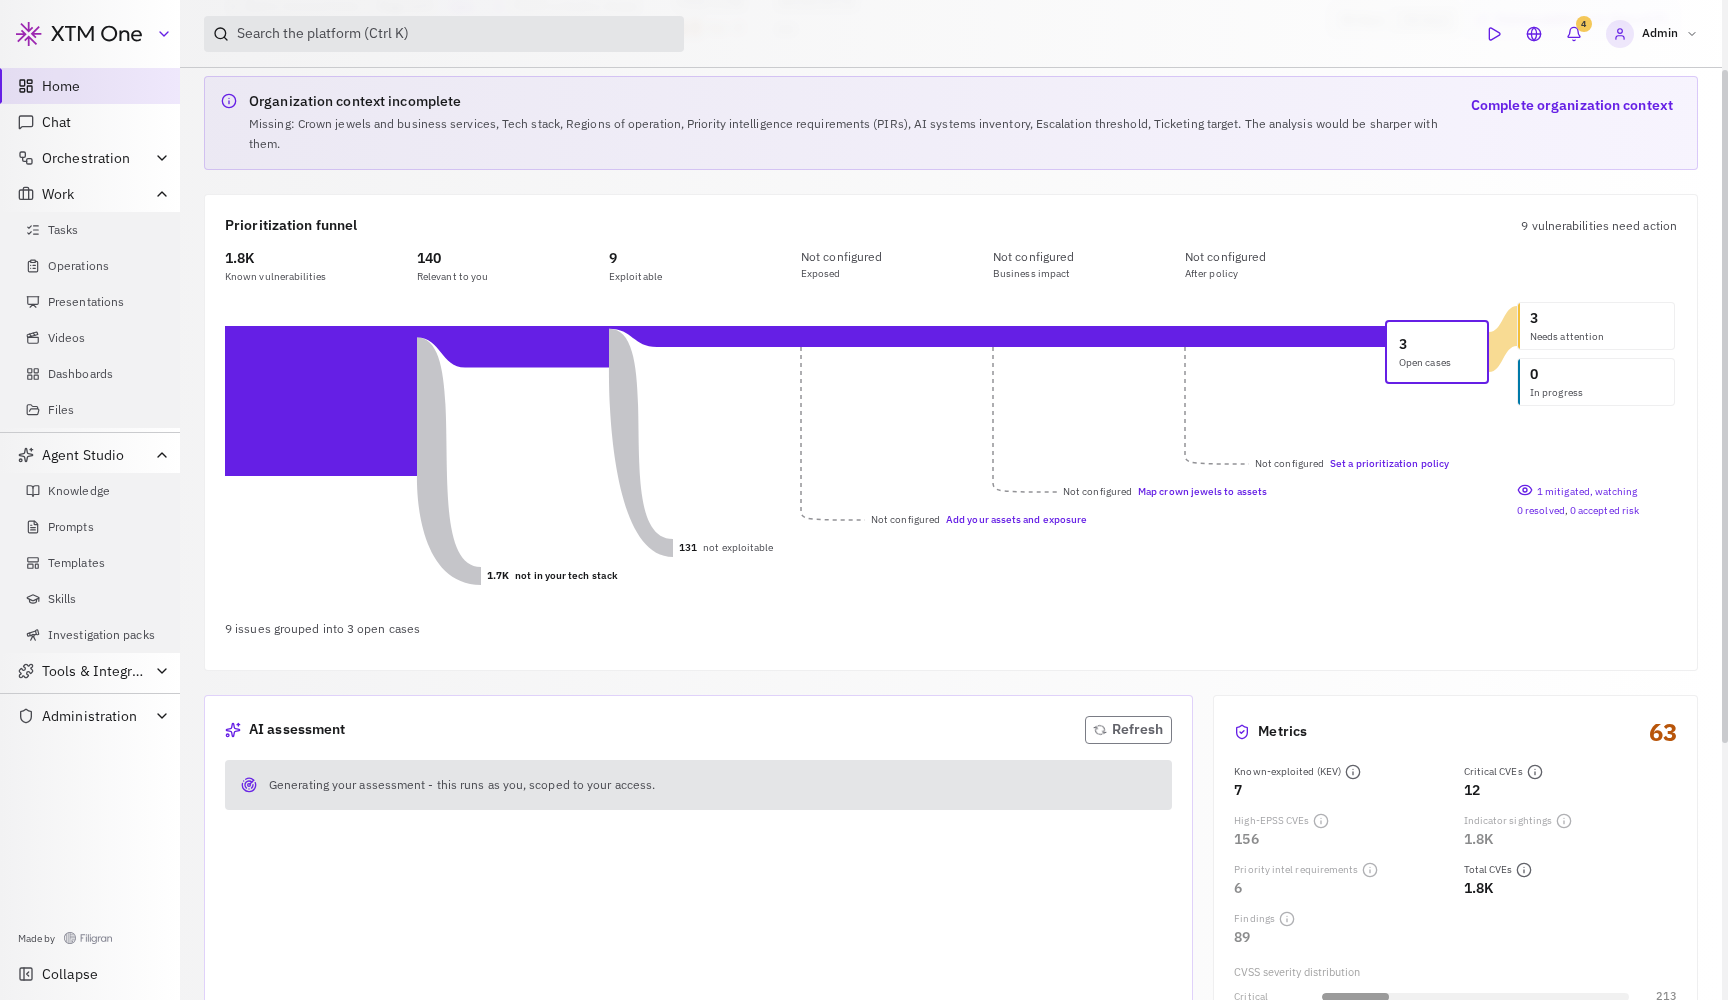 XTM One
Search the platform (Ctrl K)
4
Admin
Home
Chat
Orchestration
Work
Tasks
Operations
Presentations
Videos
Dashboards
Files
Agent Studio
Knowledge
Prompts
Templates
Skills
Investigation packs
Tools & Integr...
Administration
Made by Filigran
Collapse
Organization context incomplete
Missing: Crown jewels and business services, Tech stack, Regions of operation, Priority intelligence requirements (PIRs), AI systems inventory, Escalation threshold, Ticketing target. The analysis would be sharper with
them.
Complete organization context
Prioritization funnel
9 vulnerabilities need action
1.8K
Known vulnerabilities
140
Relevant to you
9
Exploitable
Not configured
Exposed
Not configured
Business impact
Not configured
After policy
3
Open cases
3
Needs attention
0
In progress
Not configured Set a prioritization policy
Not configured Map crown jewels to assets
Not configured Add your assets and exposure
131 not exploitable
1.7K not in your tech stack
1 mitigated, watching
0 resolved, 0 accepted risk
9 issues grouped into 3 open cases
AI assessment
Refresh
Generating your assessment - this runs as you, scoped to your access.
Metrics
63
Known-exploited (KEV)
7
Critical CVEs
12
High-EPSS CVEs
156
Indicator sightings
1.8K
Priority intel requirements
6
Total CVEs
1.8K
Findings
89
CVSS severity distribution
Critical
213